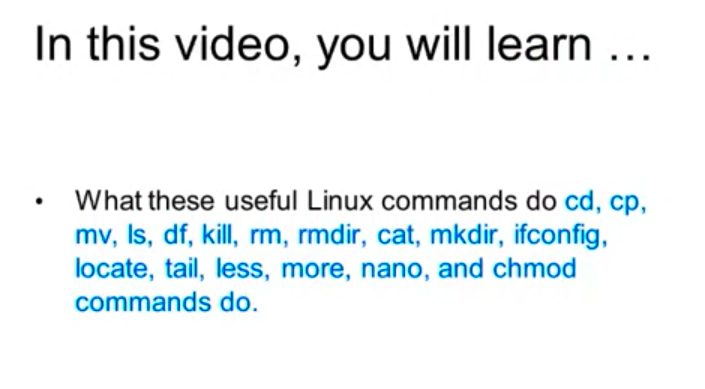 In this video, you will learn …
• What these useful Linux commands do cd, cp,
mv, ls, df, kill, rm, rmdir, cat, mkdir, ifconfig,
locate, tail, less, more, nano, and chmod
commands do.